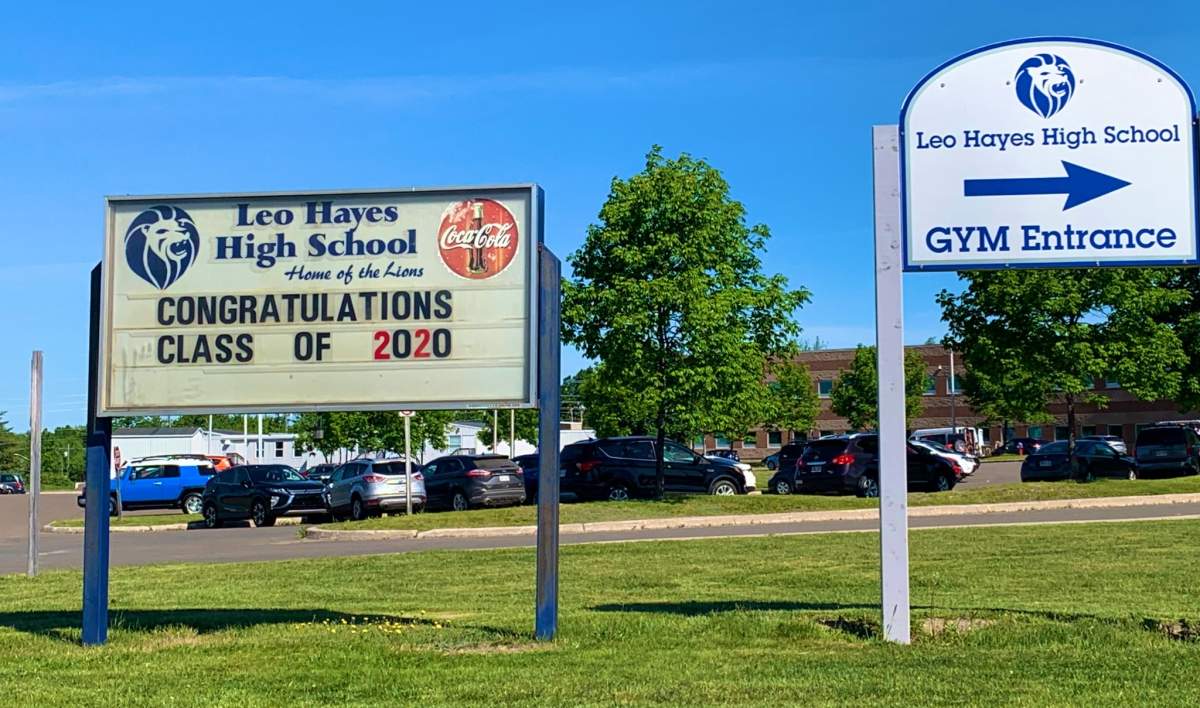 Leo Hayes
High School
Home of the Lions
Coca-Cola
CONGRATULATIONS
CLASS OF 2020
Leo Hayes High School
GYM Entrance